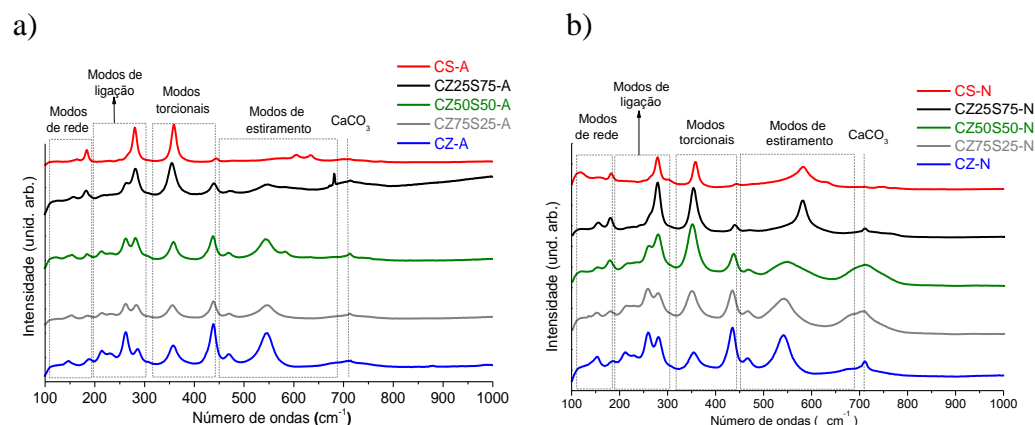 a)
Modos de
ligação
Modos
de rede
Modos
torcionais
Modos de
estiramento
CaCO3
CS-A
CZ25S75-A
CZ50S50-A
CZ75S25-A
CZ-A
Intensidade (unid. arb.)
100 200 300 400 500 600 700 800 900 1000
Número de ondas (cm-1)
b)
Modos de
ligação
Modos
de rede
Modos
torcionais
Modos de
estiramento
CaCO3
CS-N
CZ25S75-N
CZ50S50-N
CZ75S25-N
CZ-N
Intensidade (und. arb.)
100 200 300 400 500 600 700 800 900 1000
Número de ondas ( cm-1)